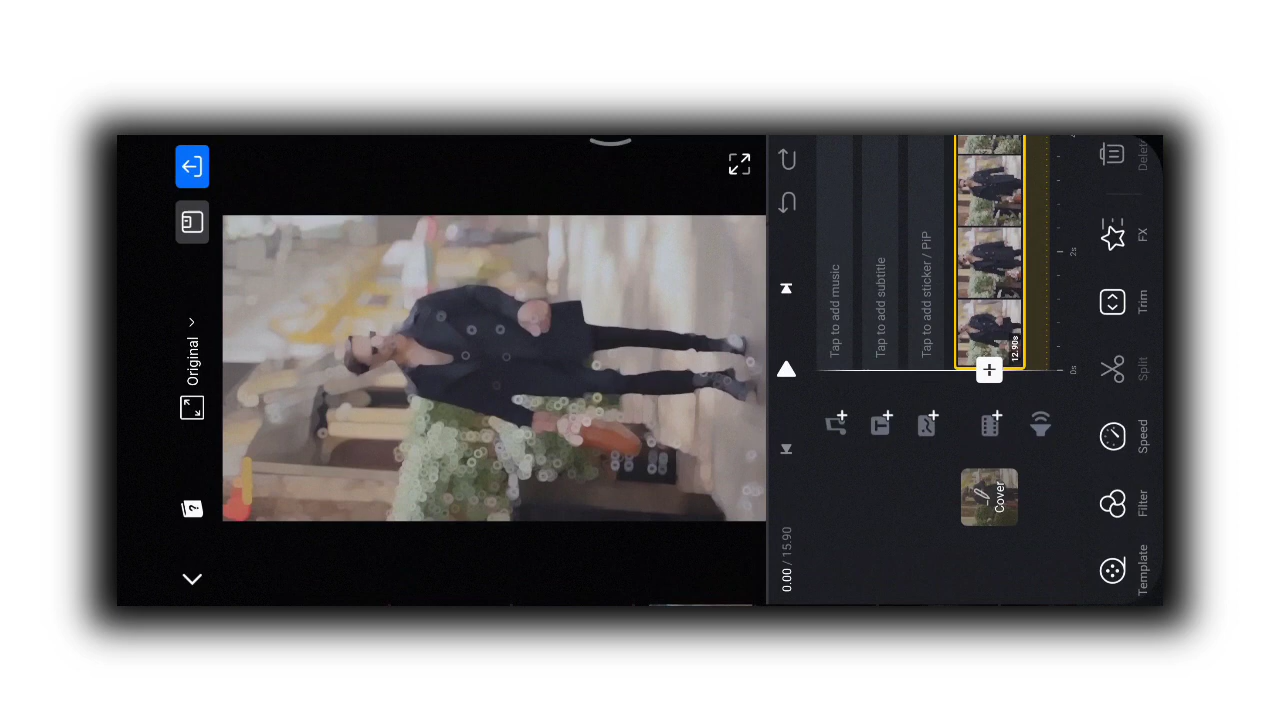 Original
0.00 / 15.90
Tap to add music
Tap to add subtitle
Tap to add sticker / PiP
Cover
12.90s
0s
2s
Template
Filter
Speed
Split
Trim
FX
Delete